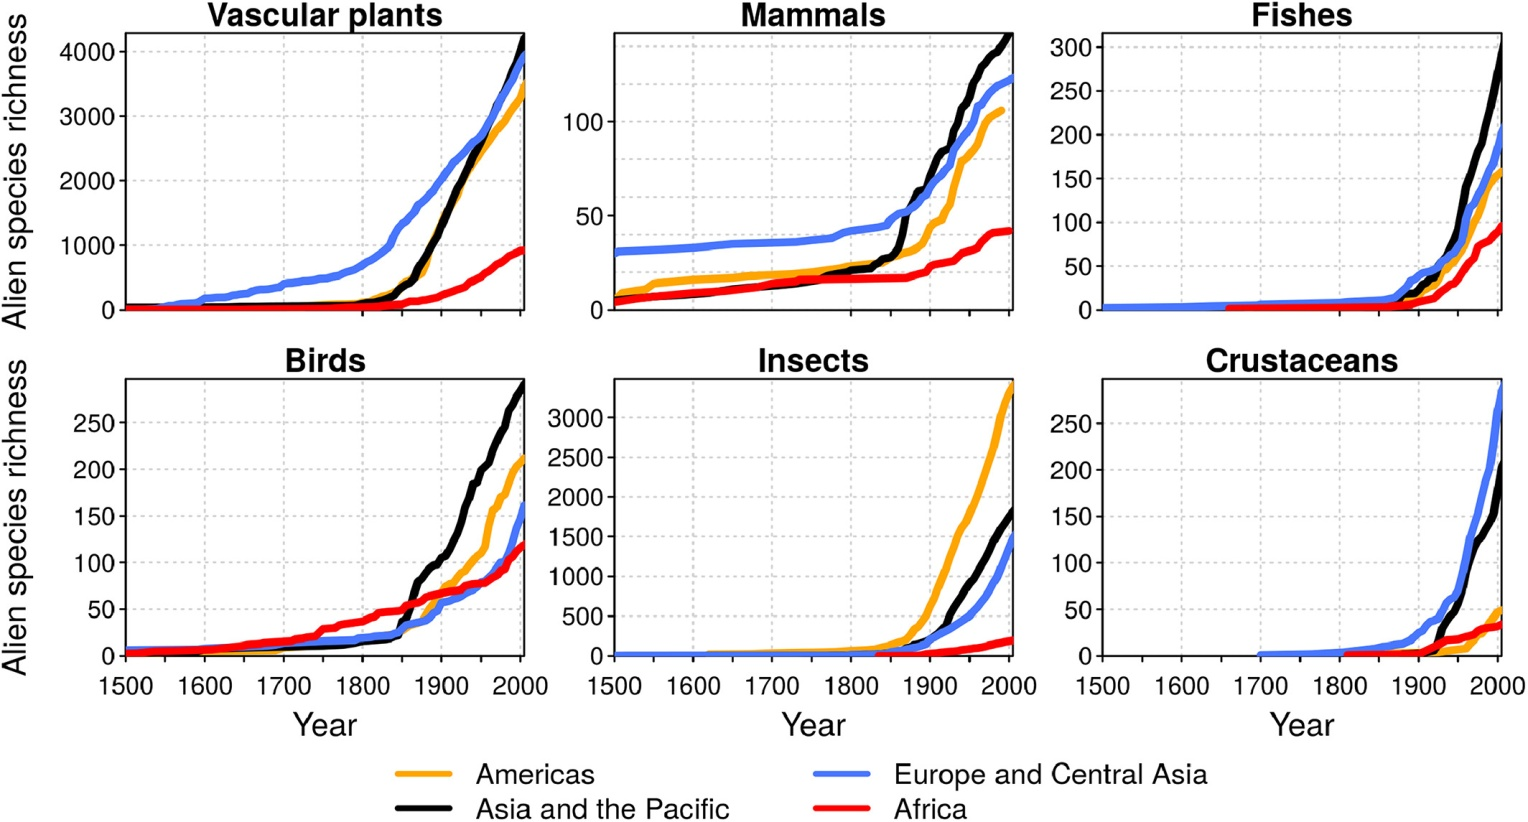 Vascular plants
Mammals
Fishes
Alien species richness
4000
3000
2000
1000
0
100
50
0
300
250
200
150
100
50
0
Birds
Insects
Crustaceans
Alien species richness
250
200
150
100
50
0
3000
2500
2000
1500
1000
500
0
250
200
150
100
50
0
1500 1600 1700 1800 1900 2000
1500 1600 1700 1800 1900 2000
1500 1600 1700 1800 1900 2000
Year
Year
Year
Americas
Europe and Central Asia
Asia and the Pacific
Africa